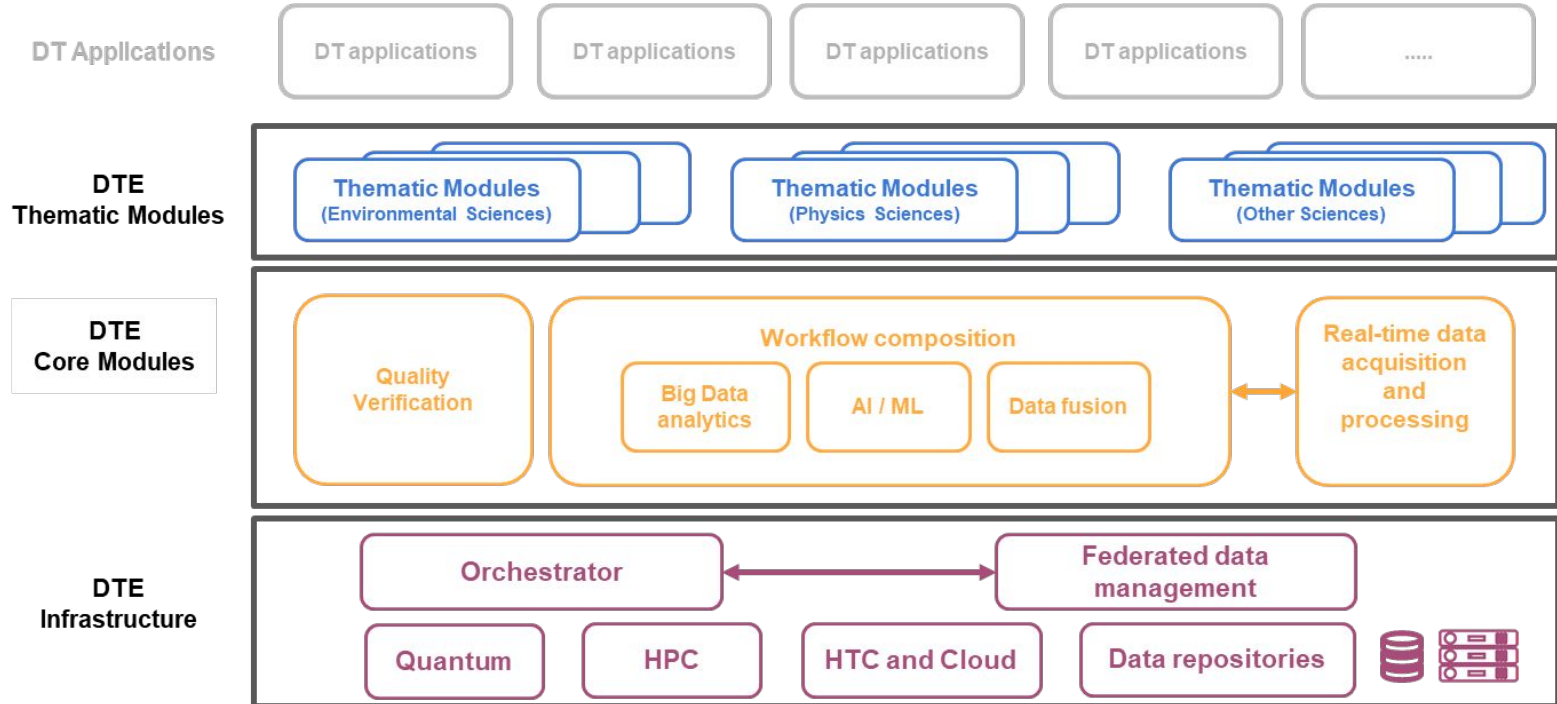 DT Applications
DT applications
DT applications
DT applications
DT applications
.....
DTE
Thematic Modules
Thematic Modules
(Environmental Sciences)
Thematic Modules
(Physics Sciences)
Thematic Modules
(Other Sciences)
DTE
Core Modules
Quality
Verification
Workflow composition
Big Data
analytics
AI / ML
Data fusion
Real-time data
acquisition
and
processing
DTE
Infrastructure
Orchestrator
Federated data
management
Quantum
HPC
HTC and Cloud
Data repositories